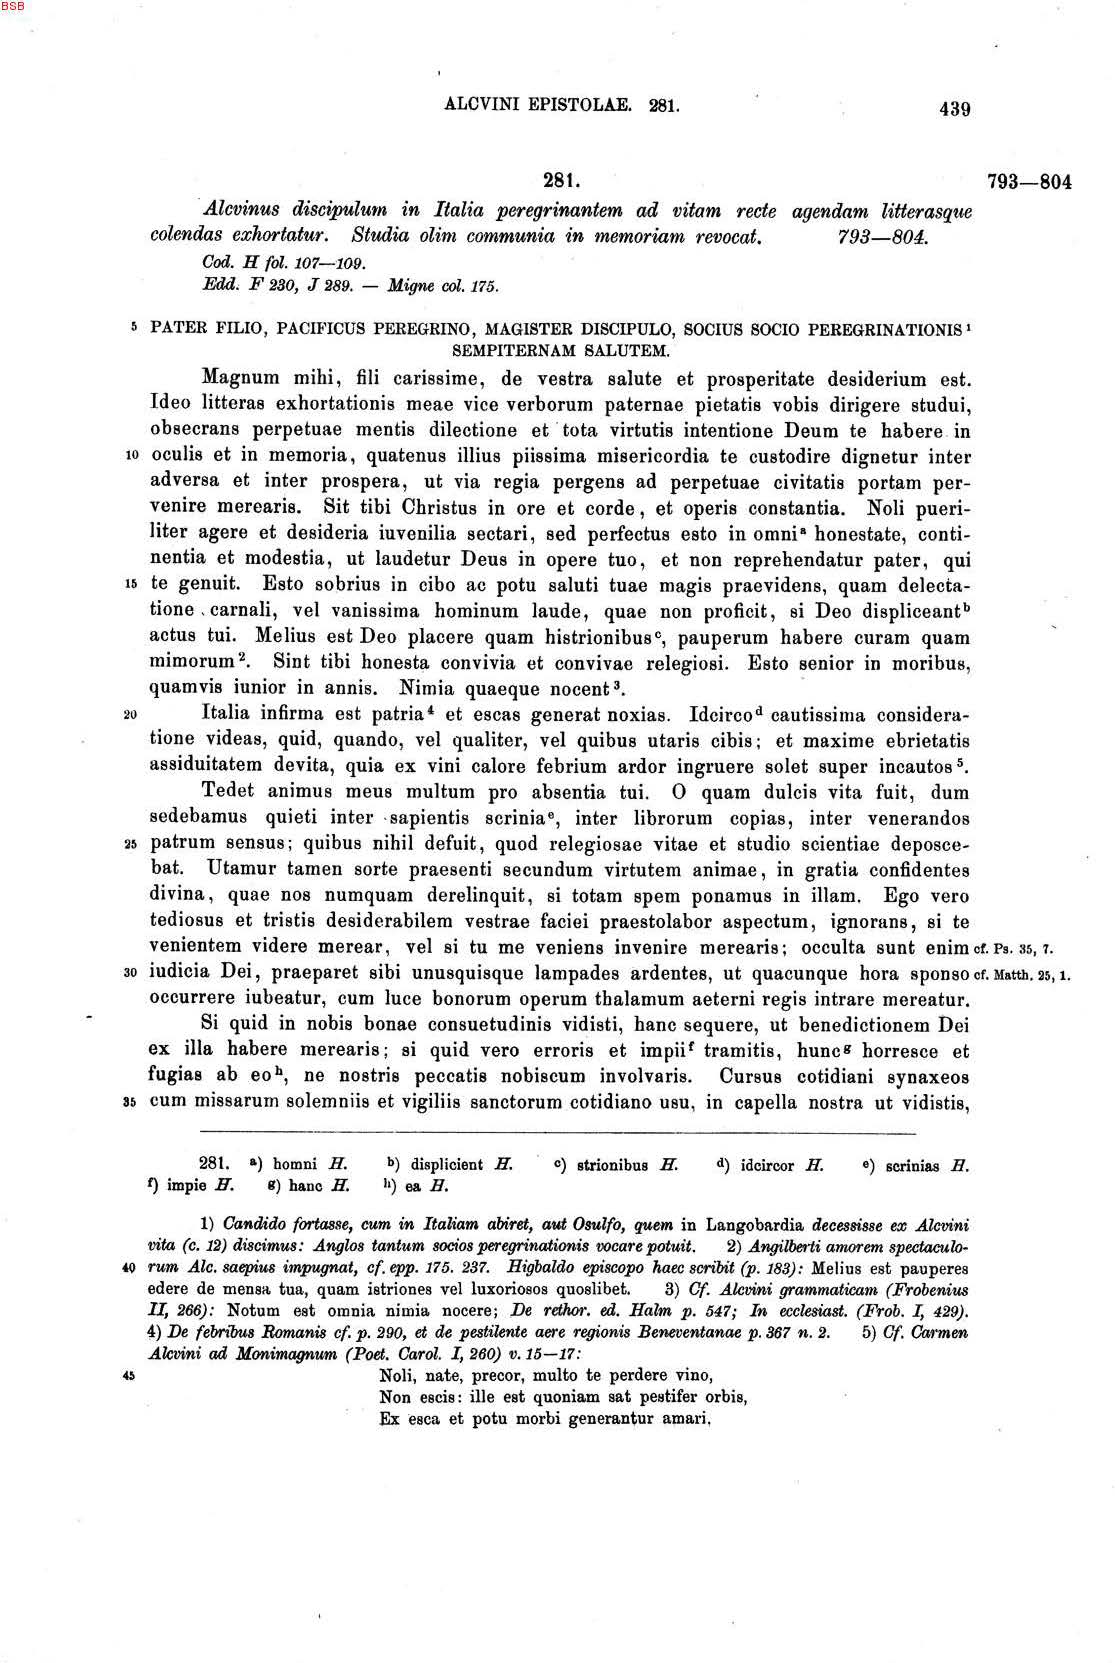 BSB
ALCVINI EPISTOLAE. 281.
439
281.
793—804
Alcvinus discipulum in Italia peregrinantem ad vitam recte agendam litterasque
colendas exhortatur. Studia olim communia in memoriam revocat. 793—804.
Cod. H fol. 107—109.
Edd. F 230, J 289. — Migne col. 175.
5 PATER FILIO, PACIFICUS PEREGRINO, MAGISTER DISCIPULO, SOCIUS SOCIO PEREGRINATIONIS¹
SEMPITERNAM SALUTEM.
Magnum mihi, fili carissime, de vestra salute et prosperitate desiderium est.
Ideo litteras exhortationis meae vice verborum paternae pietatis vobis dirigere studui,
obsecrans perpetuae mentis dilectione et tota virtutis intentione Deum te habere in
10 oculis et in memoria, quatenus illius piissima misericordia te custodire dignetur inter
adversa et inter prospera, ut via regia pergens ad perpetuae civitatis portam per-
venire merearis. Sit tibi Christus in ore et corde, et operis constantia. Noli pueri-
liter agere et desideria iuvenilia sectari, sed perfectus esto in omniᵃ honestate, conti-
nentia et modestia, ut laudetur Deus in opere tuo, et non reprehendatur pater, qui
15 te genuit. Esto sobrius in cibo ac potu saluti tuae magis praevidens, quam delecta-
tione carnali, vel vanissima hominum laude, quae non proficit, si Deo displiceantᵇ
actus tui. Melius est Deo placere quam histrionibusᶜ, pauperum habere curam quam
mimorum². Sint tibi honesta convivia et convivae relegiosi. Esto senior in moribus,
quamvis iunior in annis. Nimia quaeque nocent³.
20 Italia infirma est patria⁴ et escas generat noxias. Idcircoᵈ cautissima considera-
tione videas, quid, quando, vel qualiter, vel quibus utaris cibis; et maxime ebrietatis
assiduitatem devita, quia ex vini calore febrium ardor ingruere solet super incautos⁵.
Tedet animus meus multum pro absentia tui. O quam dulcis vita fuit, dum
sedebamus quieti inter sapientis scriniaᵉ, inter librorum copias, inter venerandos
25 patrum sensus; quibus nihil defuit, quod relegiosae vitae et studio scientiae deposce-
bat. Utamur tamen sorte praesenti secundum virtutem animae, in gratia confidentes
divina, quae nos numquam derelinquit, si totam spem ponamus in illam. Ego vero
tediosus et tristis desiderabilem vestrae faciei praestolabor aspectum, ignorans, si te
venientem videre merear, vel si tu me veniens invenire merearis; occulta sunt enim cf. Ps. 35, 7.
30 iudicia Dei, praeparet sibi unusquisque lampades ardentes, ut quacunque hora sponso cf. Matth. 25, 1.
occurrere iubeatur, cum luce bonorum operum thalamum aeterni regis intrare mereatur.
Si quid in nobis bonae consuetudinis vidisti, hanc sequere, ut benedictionem Dei
ex illa habere merearis; si quid vero erroris et impiiᶠ tramitis, huncᵍ horresce et
fugias ab eoʰ, ne nostris peccatis nobiscum involvaris. Cursus cotidiani synaxeos
35 cum missarum solemniis et vigiliis sanctorum cotidiano usu, in capella nostra ut vidistis,
281. ᵃ) homni H. ᵇ) displicient H. ᶜ) strionibus H. ᵈ) idcircor H. ᵉ) scrinias H.
ᶠ) impie H. ᵍ) hanc H. ʰ) ea H.
1) Candido fortasse, cum in Italiam abiret, aut Osulfo, quem in Langobardia decessisse ex Alcvini
vita (c. 12) discimus: Anglos tantum socios peregrinationis vocare potuit. 2) Angilberti amorem spectaculo-
40 rum Alc. saepius impugnat, cf. epp. 175. 237. Higbaldo episcopo haec scribit (p. 183): Melius est pauperes
edere de mensa tua, quam istriones vel luxoriosos quoslibet. 3) Cf. Alcvini grammaticam (Frobenius
II, 266): Notum est omnia nimia nocere; De rethor. ed. Halm p. 547; In ecclesiast. (Frob. I, 429).
4) De febribus Romanis cf. p. 290, et de pestilente aere regionis Beneventanae p. 367 n. 2. 5) Cf. Carmen
Alcvini ad Monimagnum (Poet. Carol. I, 260) v. 15—17:
45 Noli, nate, precor, multo te perdere vino,
Non escis: ille est quoniam sat pestifer orbis,
Ex esca et potu morbi generantur amari.